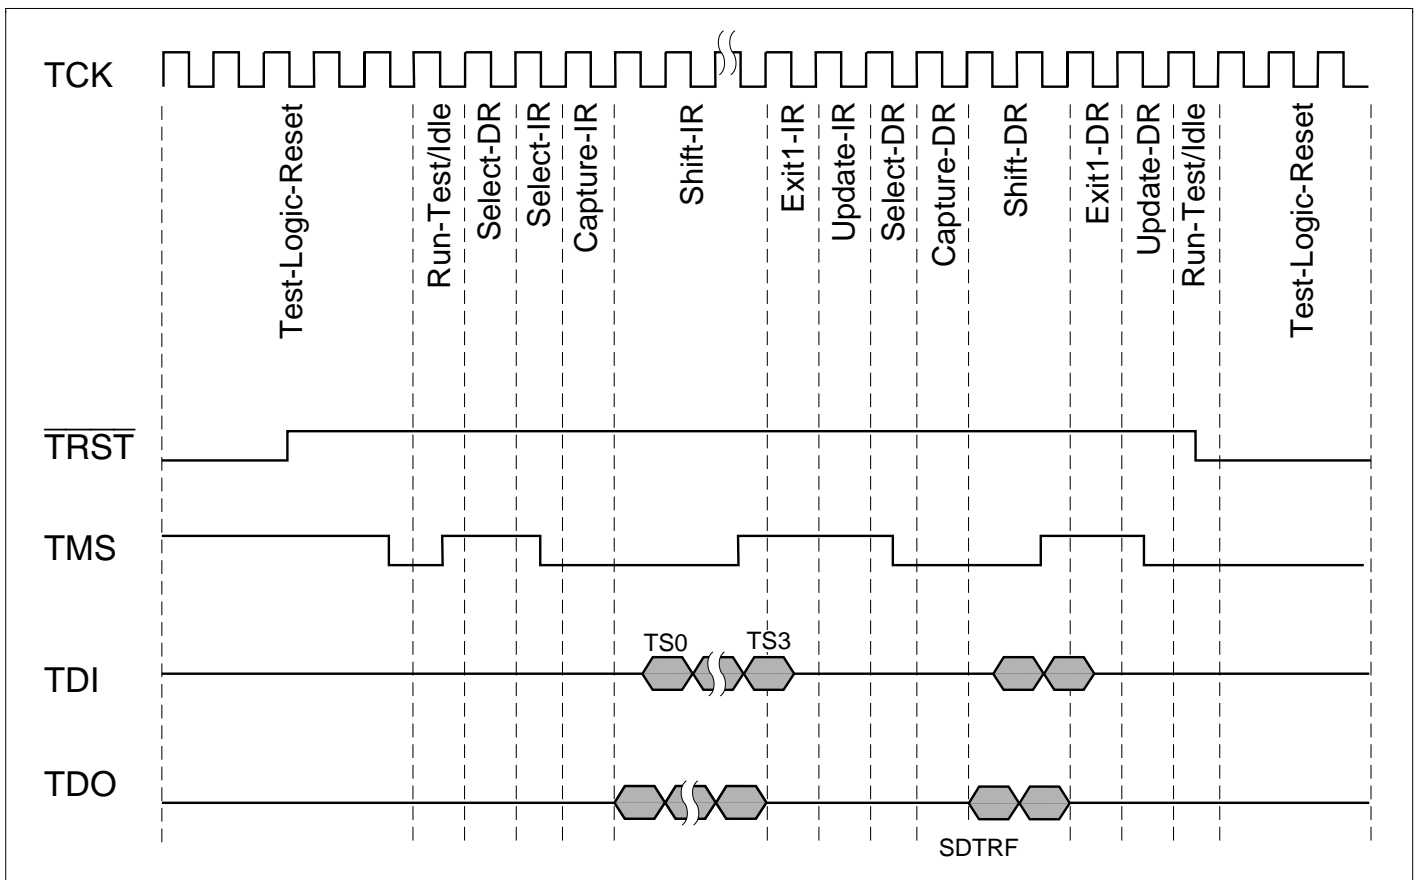 TCK
Test-Logic-Reset
Run-Test/Idle
Select-DR
Select-IR
Capture-IR
Shift-IR
Exit1-IR
Update-IR
Select-DR
Capture-DR
Shift-DR
Exit1-DR
Update-DR
Run-Test/Idle
Test-Logic-Reset
TRST
TMS
TS0
TS3
TDI
TDO
SDTRF